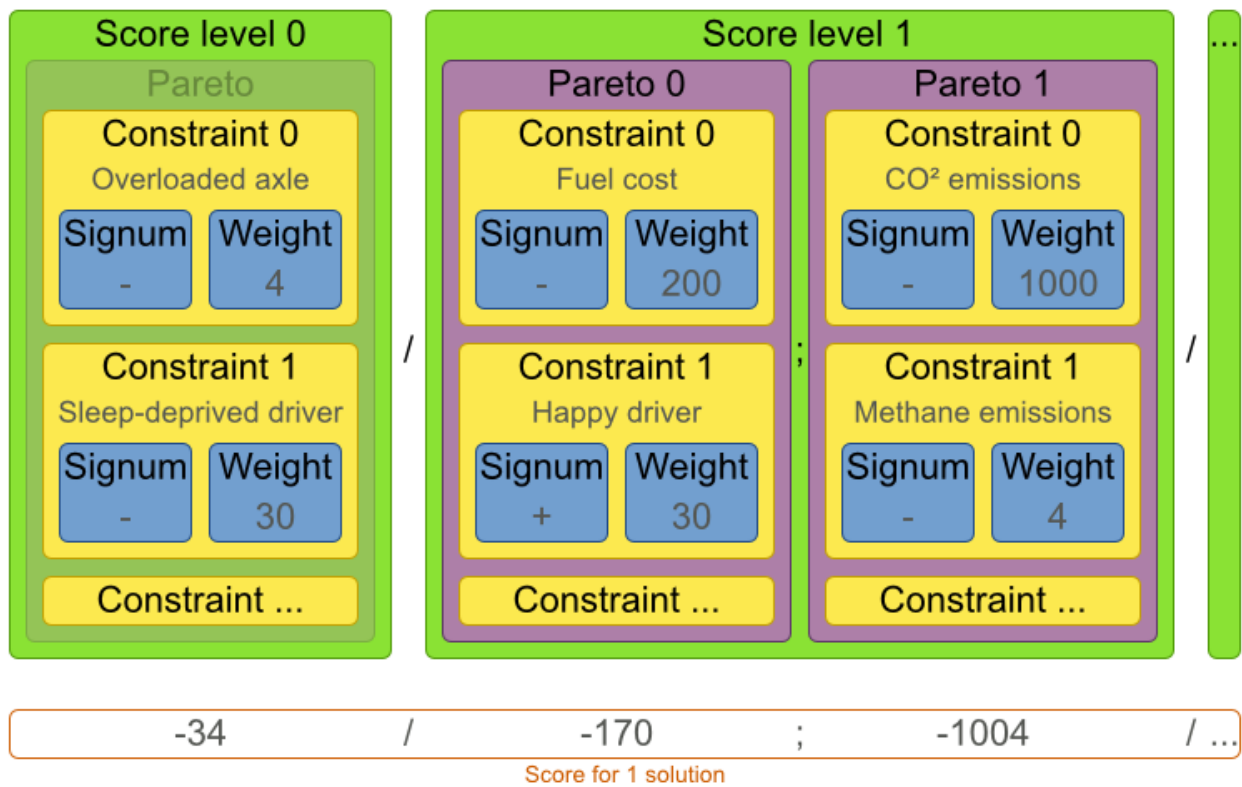 Score level 0
Pareto
Constraint 0
Overloaded axle
Signum Weight
- 4
Constraint 1
Sleep-deprived driver
Signum Weight
- 30
Constraint ...
/
Score level 1
Pareto 0
Constraint 0
Fuel cost
Signum Weight
- 200
Constraint 1
Happy driver
Signum Weight
+ 30
Constraint ...
;
Pareto 1
Constraint 0
CO² emissions
Signum Weight
- 1000
Constraint 1
Methane emissions
Signum Weight
- 4
Constraint ...
/
...
-34 / -170 ; -1004 / ...
Score for 1 solution